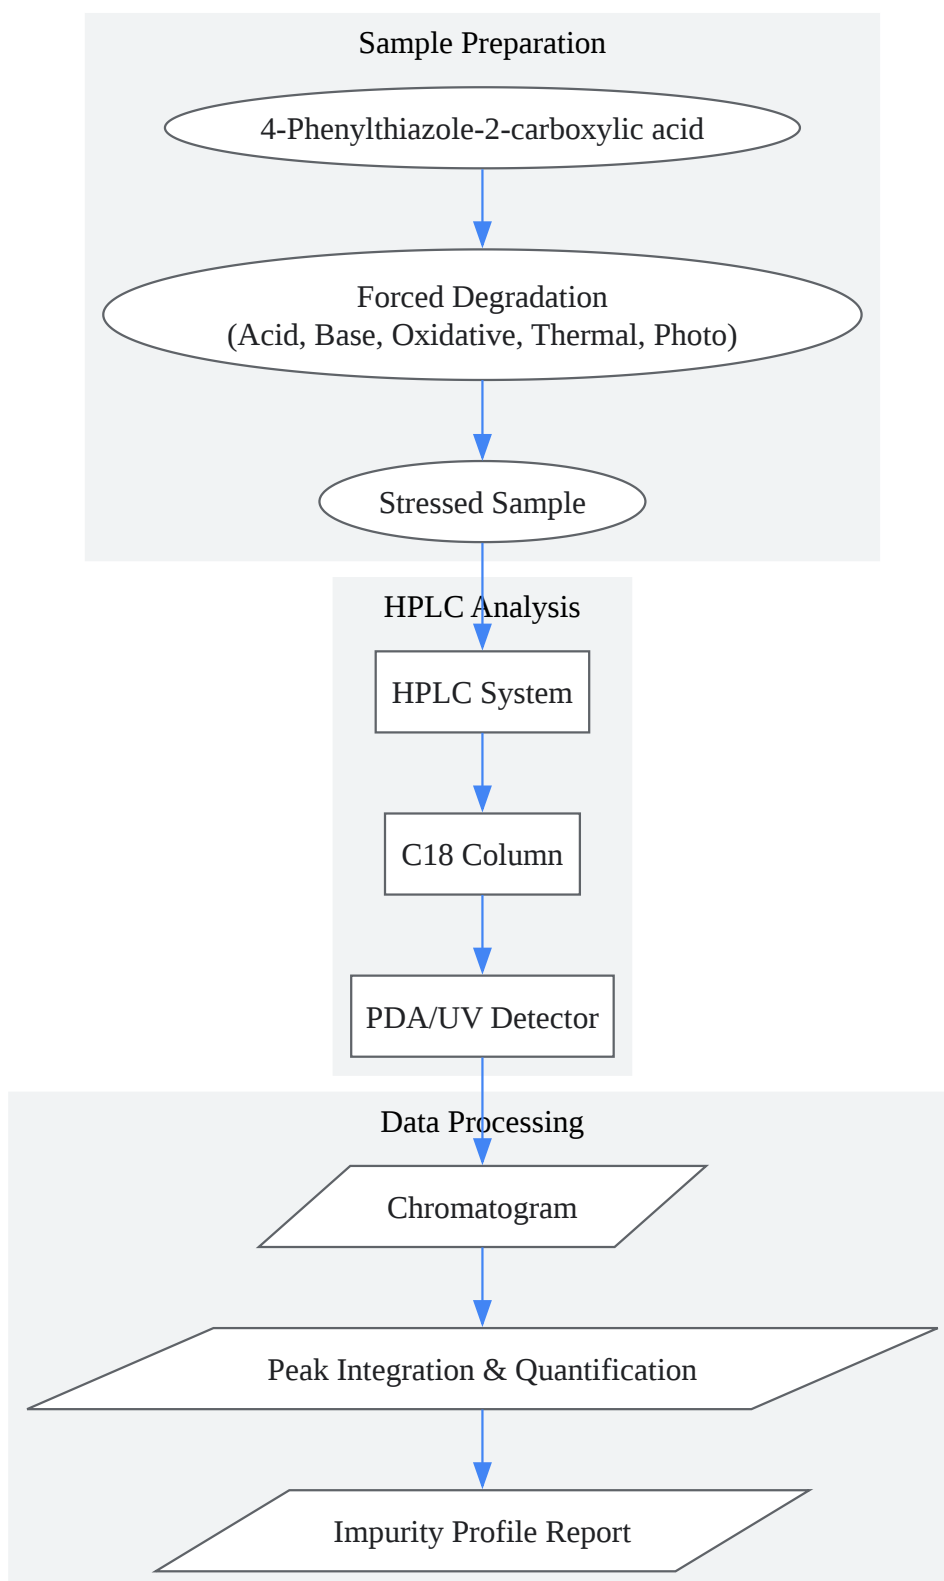 Sample Preparation
4-Phenylthiazole-2-carboxylic acid
Forced Degradation
(Acid, Base, Oxidative, Thermal, Photo)
Stressed Sample
HPLC Analysis
HPLC System
C18 Column
PDA/UV Detector
Data Processing
Chromatogram
Peak Integration & Quantification
Impurity Profile Report